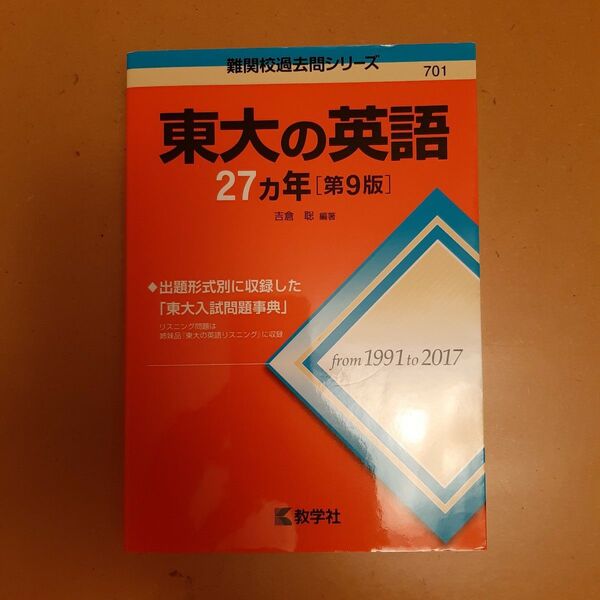 難関校過去問シリーズ
701
東大の英語
27カ年[第9版]
吉倉 聡 編著
◆出題形式別に収録した
「東大入試問題事典」
リスニング問題は
姉妹品「東大の英語リスニング」に収録
from 1991 to 2017
教学社